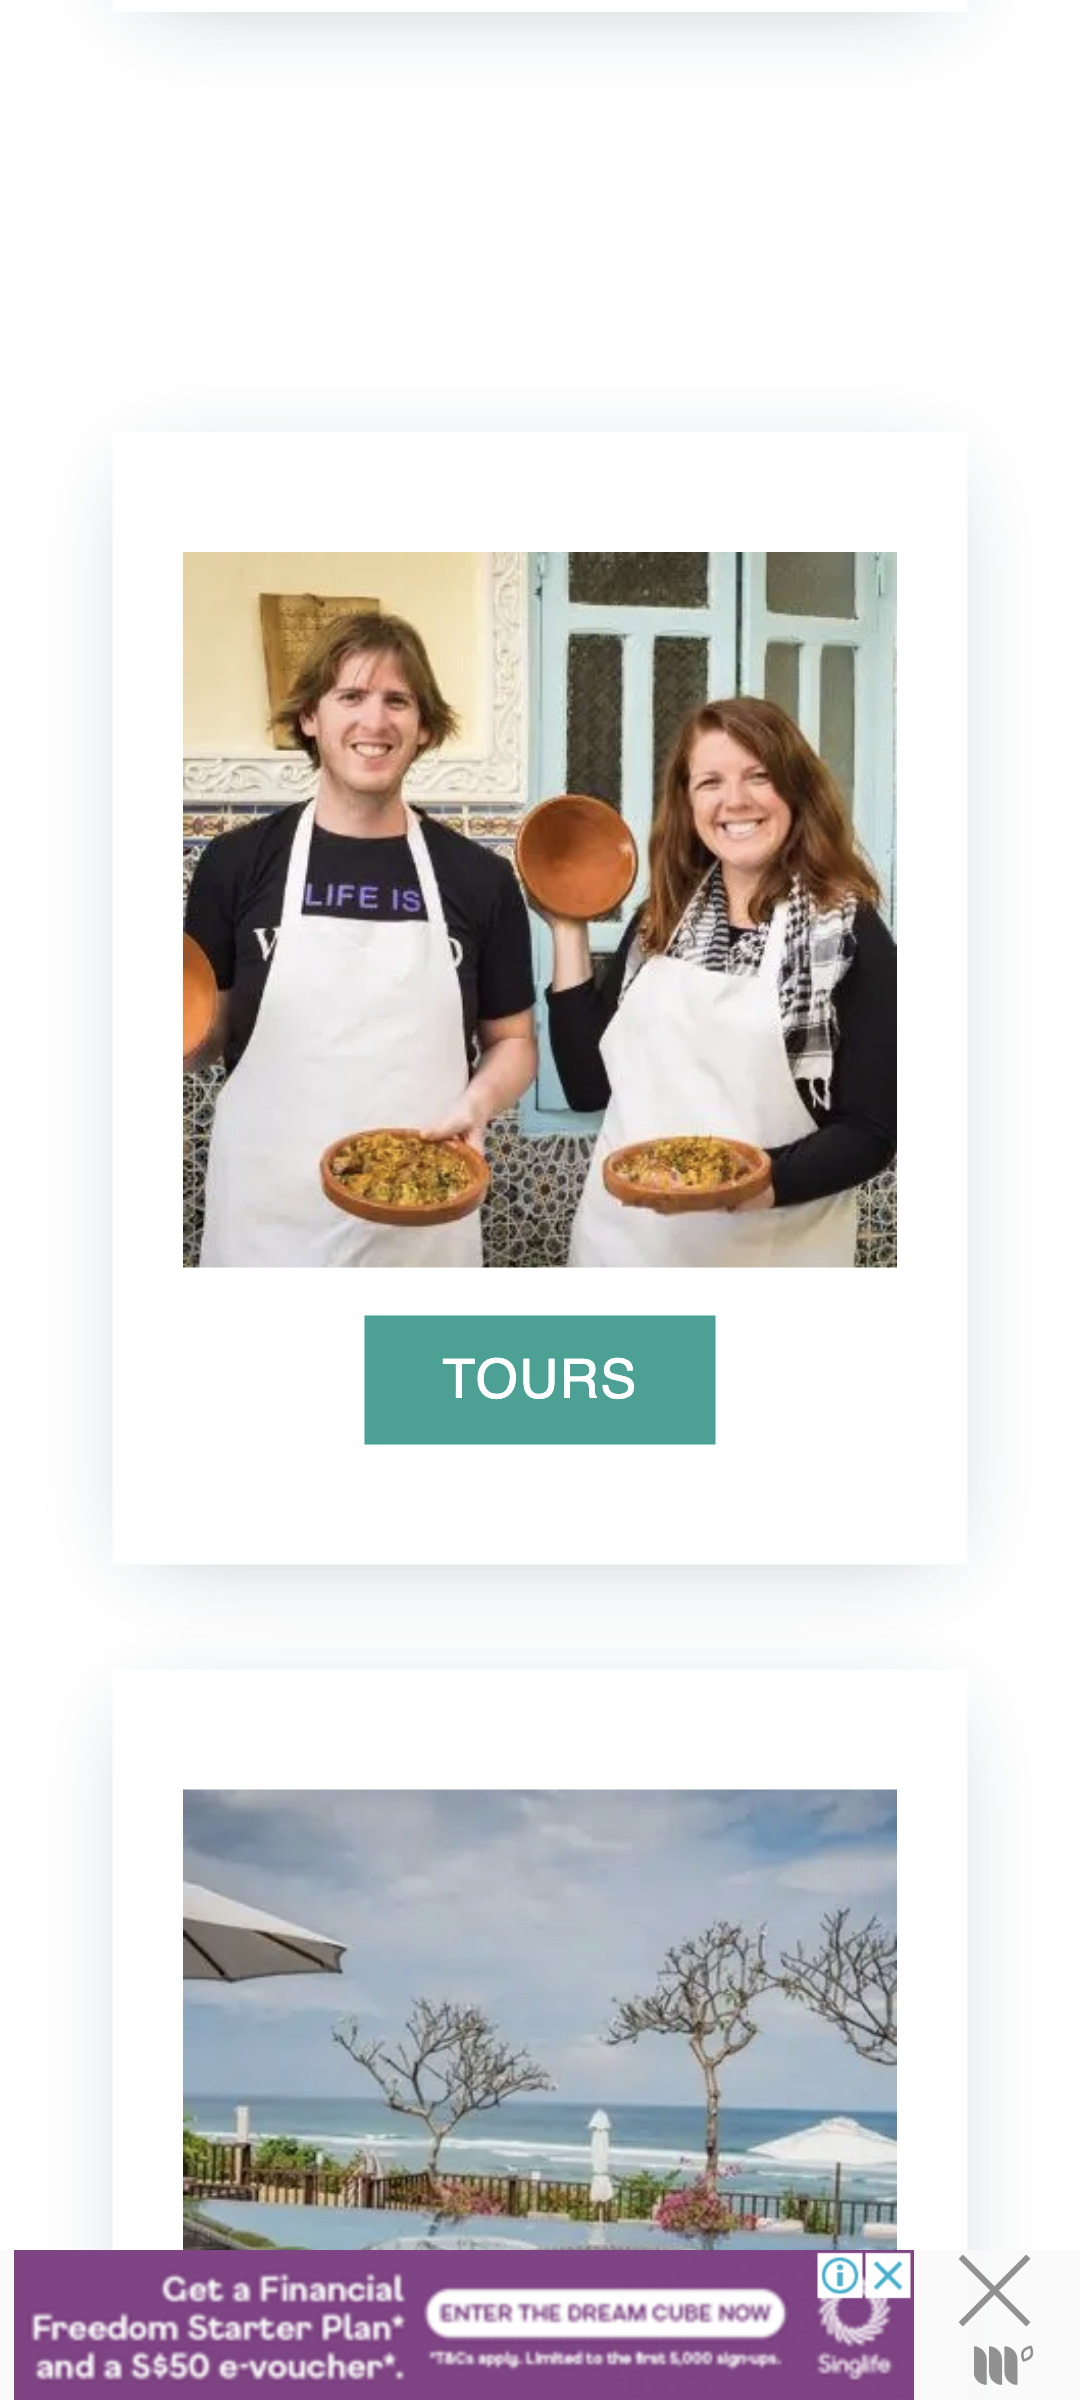 LIFE IS
TOURS
Get a Financial
Freedom Starter Plan*
and a S$50 e-voucher*.
ENTER THE DREAM CUBE NOW
*T&Cs apply. Limited to the first 5,000 sign-ups.
Singlife